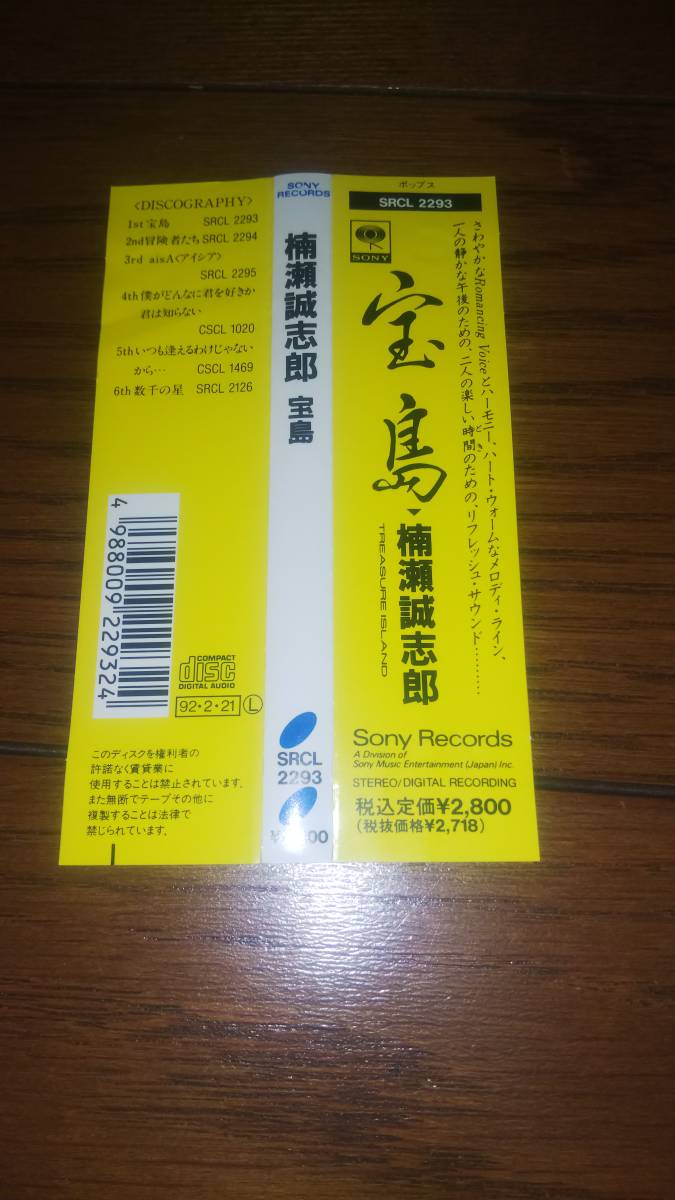 〈DISCOGRAPHY〉
1st 宝島 SRCL 2293
2nd 冒険者たち SRCL 2294
3rd aisA〈アイシア〉
SRCL 2295
4th 僕がどんなに君を好きか
君は知らない
CSCL 1020
5th いつも逢えるわけじゃない
から… CSCL 1469
6th 数千の星 SRCL 2126
4 988009 229324
COMPACT
disc
DIGITAL AUDIO
92・2・21 L
このディスクを権利者の
許諾なく賃貸業に
使用することは禁止されています。
また無断でテープその他に
複製することは法律で
禁じられています。
SONY
RECORDS
楠瀬誠志郎 宝島
SRCL
2293
ポップス
SRCL 2293
SONY
さわやかなRomancing Voiceとハーモニー、ハート・ウォームなメロディ・ライン、
一人の静かな午後のための、二人の楽しい時間のための、リフレッシュ・サウンド………
とき
宝島・楠瀬誠志郎
TREASURE ISLAND
Sony Records
A Division of
Sony Music Entertainment (Japan) Inc.
STEREO/DIGITAL RECORDING
税込定価¥2,800
(税抜価格¥2,718)